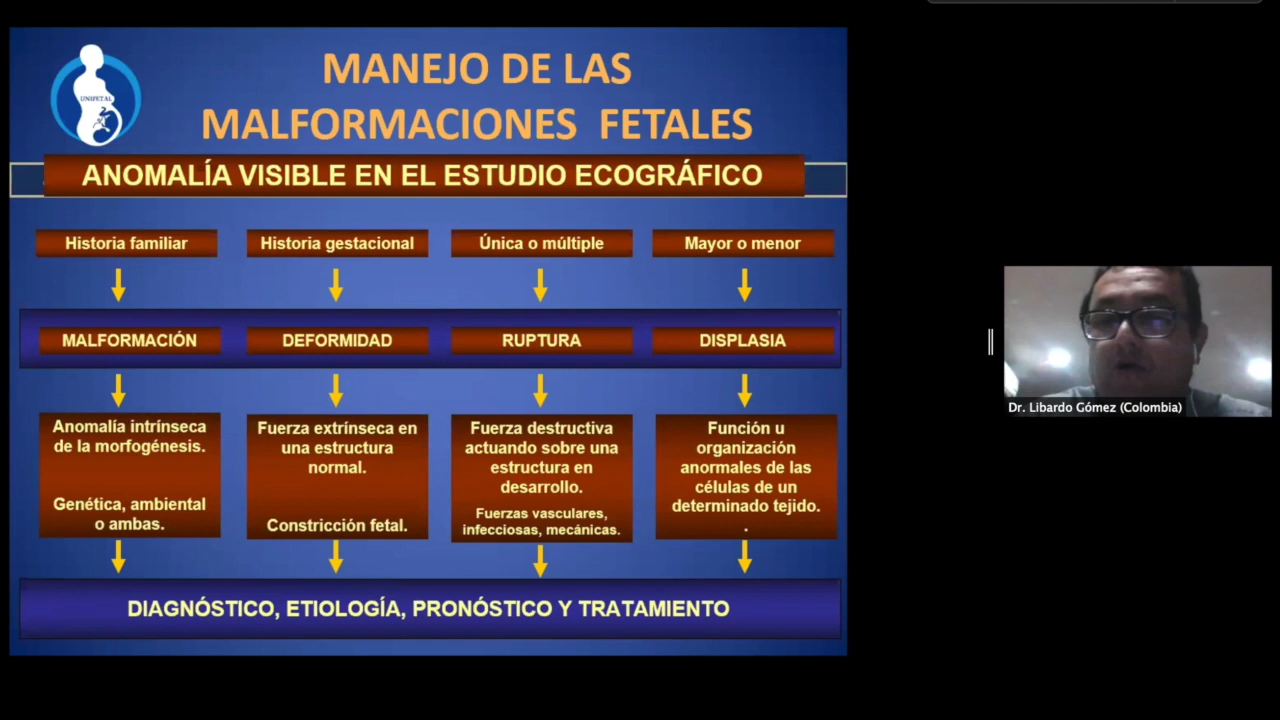 MANEJO DE LAS
MALFORMACIONES FETALES
UNIFETAL
ANOMALÍA VISIBLE EN EL ESTUDIO ECOGRÁFICO
Historia familiar
Historia gestacional
Única o múltiple
Mayor o menor
MALFORMACIÓN
DEFORMIDAD
RUPTURA
DISPLASIA
Anomalía intrínseca
de la morfogénesis.
Genética, ambiental
o ambas.
Fuerza extrínseca en
una estructura
normal.
Constricción fetal.
Fuerza destructiva
actuando sobre una
estructura en
desarrollo.
Fuerzas vasculares,
infecciosas, mecánicas.
Función u
organización
anormales de las
células de un
determinado tejido.
.
DIAGNÓSTICO, ETIOLOGÍA, PRONÓSTICO Y TRATAMIENTO
Dr. Libardo Gómez (Colombia)